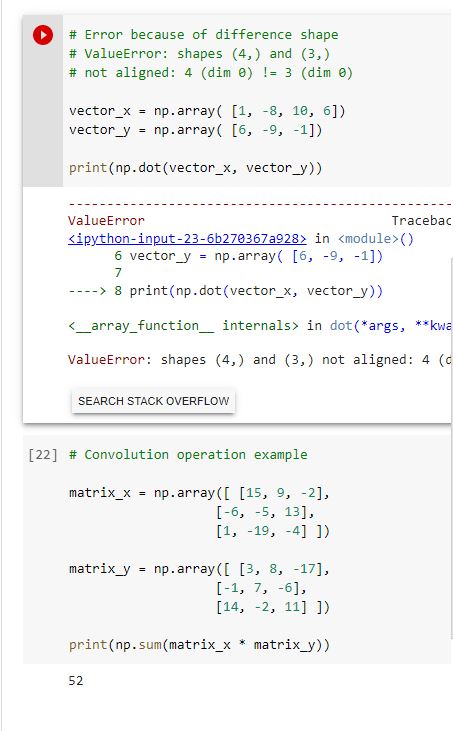 # Error because of difference shape
# ValueError: shapes (4,) and (3,)
# not aligned: 4 (dim 0) != 3 (dim 0)
vector_x = np.array( [1, -8, 10, 6])
vector_y = np.array( [6, -9, -1])
print(np.dot(vector_x, vector_y))
---------------------------------------------------
ValueError Tracebac
<ipython-input-23-6b270367a928> in <module>()
6 vector_y = np.array( [6, -9, -1])
7
----> 8 print(np.dot(vector_x, vector_y))
<__array_function__ internals> in dot(*args, **kwa
ValueError: shapes (4,) and (3,) not aligned: 4 (d
SEARCH STACK OVERFLOW
[22] # Convolution operation example
matrix_x = np.array([ [15, 9, -2],
[-6, -5, 13],
[1, -19, -4] ])
matrix_y = np.array([ [3, 8, -17],
[-1, 7, -6],
[14, -2, 11] ])
print(np.sum(matrix_x * matrix_y))
52